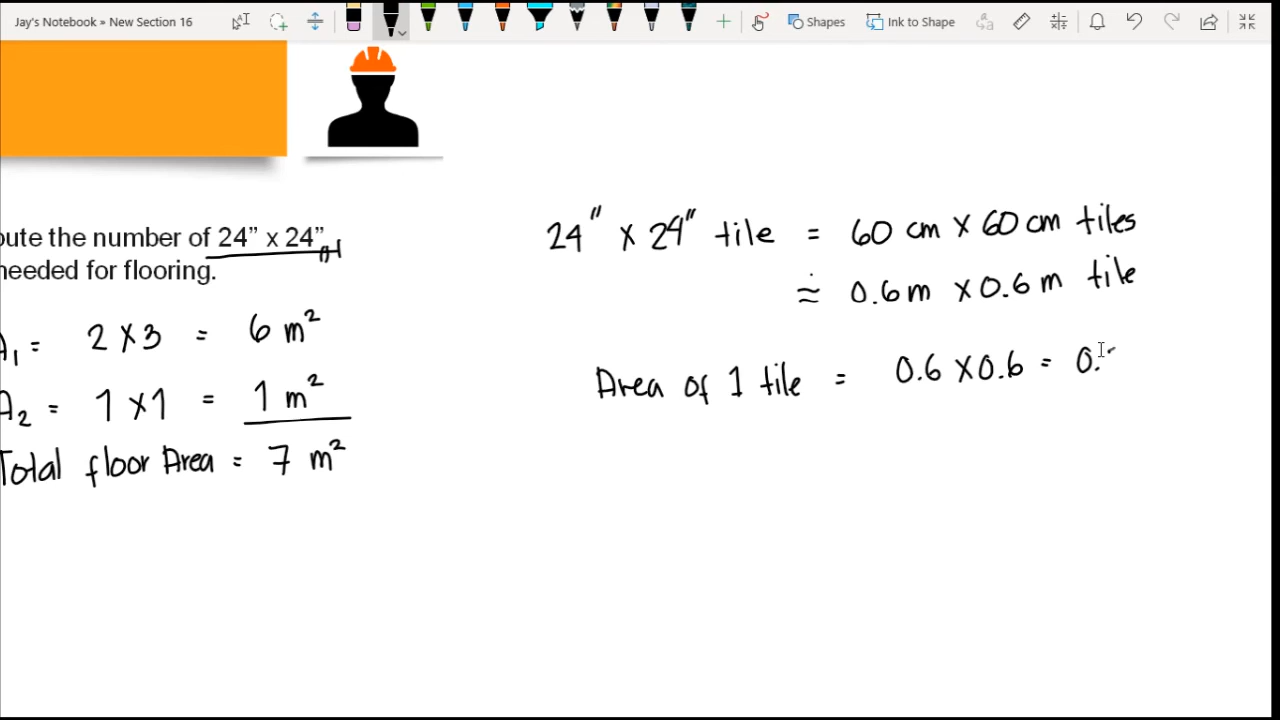 Jay's Notebook » New Section 16
Shapes
Ink to Shape
oute the number of 24” x 24”
needed for flooring.
A1 = 2 X 3 = 6 m²
A2 = 1 x 1 = 1 m²
Total floor Area = 7 m²
24" X 24" tile = 60 cm X 60 cm tiles
≈ 0.6 m X 0.6 m tile
Area of 1 tile = 0.6 X 0.6 = 0.